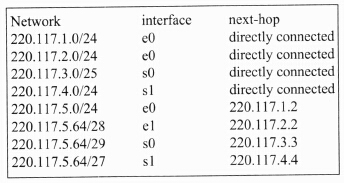 Network interface next-hop
220.117.1.0/24 e0 directly connected
220.117.2.0/24 e0 directly connected
220.117.3.0/25 s0 directly connected
220.117.4.0/24 s1 directly connected
220.117.5.0/24 e0 220.117.1.2
220.117.5.64/28 e1 220.117.2.2
220.117.5.64/29 s0 220.117.3.3
220.117.5.64/27 s1 220.117.4.4